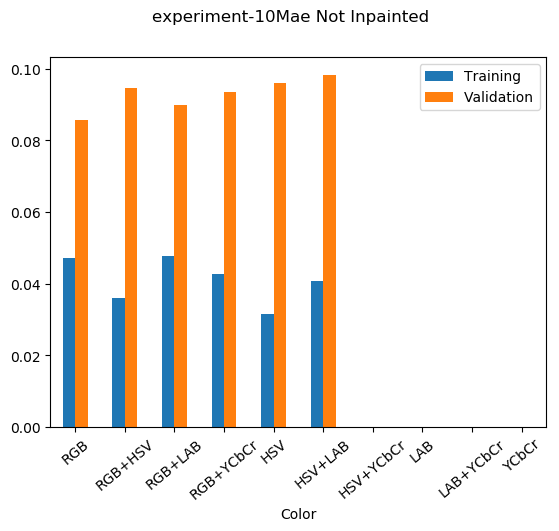 experiment-10Mae Not Inpainted
Training
Validation
0.10
0.08
0.06
0.04
0.02
0.00
RGB
RGB+HSV
RGB+LAB
RGB+YCbCr
HSV
HSV+LAB
HSV+YCbCr
LAB
LAB+YCbCr
YCbCr
Color